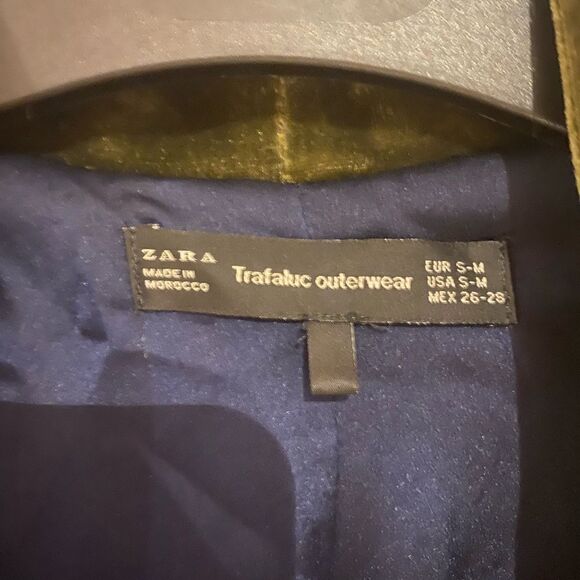 ZARA
MADE IN
MOROCCO
Trafaluc outerwear
EUR S-M
USA S-M
MEX 26-28